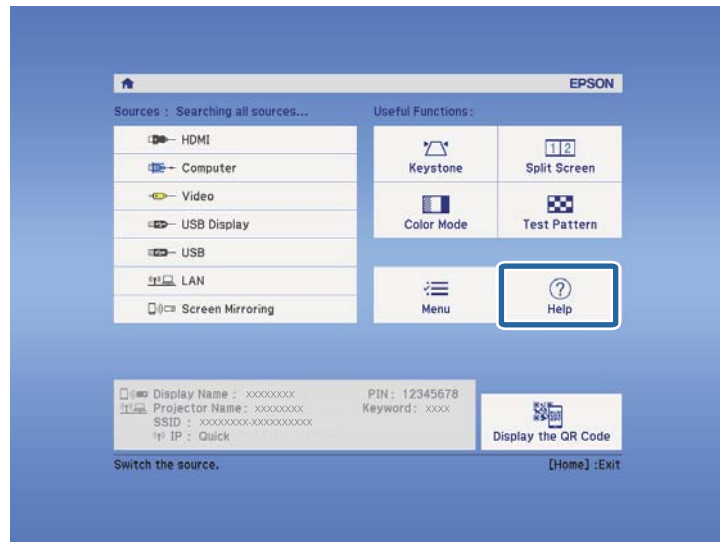 EPSON
Sources : Searching all sources...
HDMI
Computer
Video
USB Display
USB
LAN
Screen Mirroring
Useful Functions :
Keystone
1 2
Split Screen
Color Mode
Test Pattern
Menu
?
Help
Display Name : xxxxxxxx
Projector Name : xxxxxxxx
SSID : xxxxxxxx-xxxxxxxxxx
IP : Quick
PIN : 12345678
Keyword : xxxx
Display the QR Code
Switch the source.
[Home] :Exit